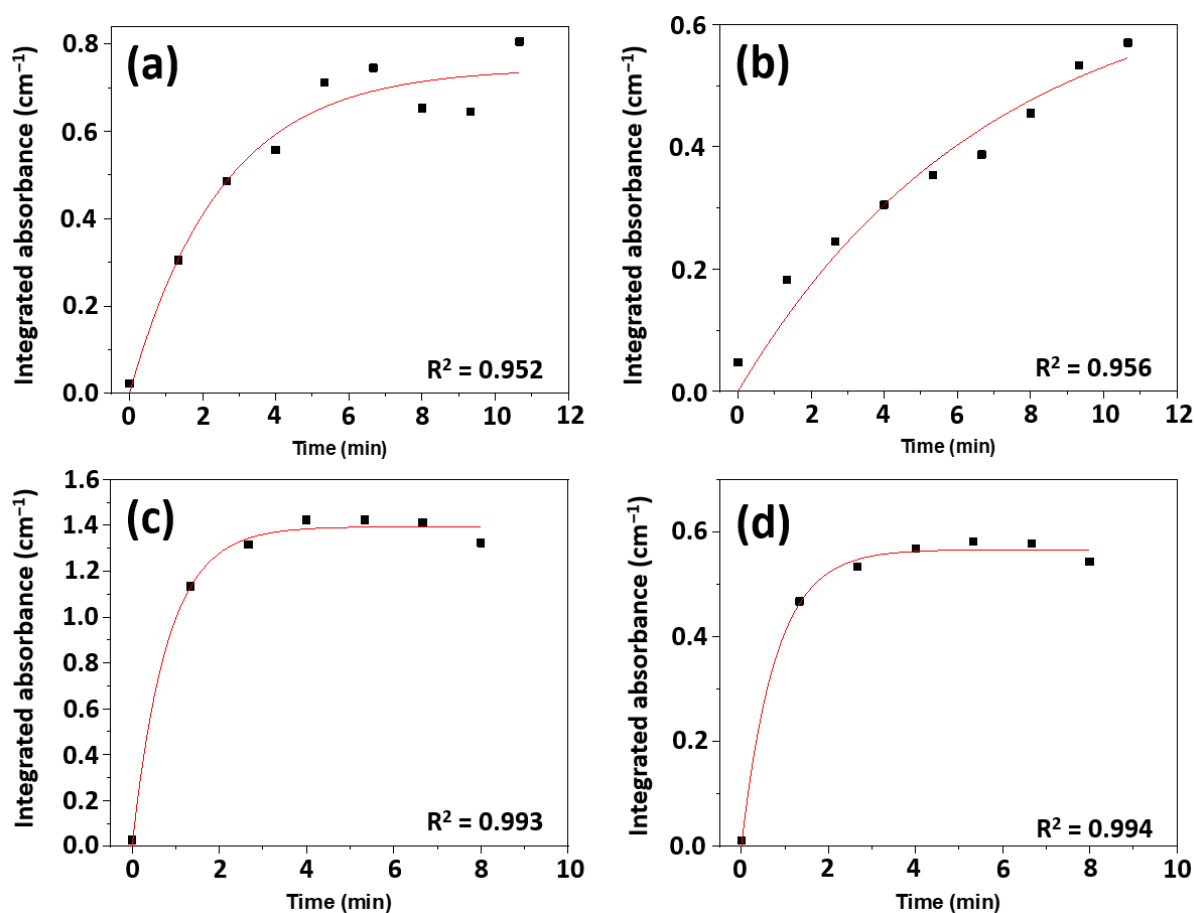 (a)
Integrated absorbance (cm⁻¹)
0.8
0.6
0.4
0.2
0.0
R² = 0.952
0 2 4 6 8 10 12
Time (min)
(b)
Integrated absorbance (cm⁻¹)
0.6
0.4
0.2
0.0
R² = 0.956
0 2 4 6 8 10 12
Time (min)
(c)
Integrated absorbance (cm⁻¹)
1.6
1.4
1.2
1.0
0.8
0.6
0.4
0.2
0.0
R² = 0.993
0 2 4 6 8 10
Time (min)
(d)
Integrated absorbance (cm⁻¹)
0.6
0.4
0.2
0.0
R² = 0.994
0 2 4 6 8 10
Time (min)